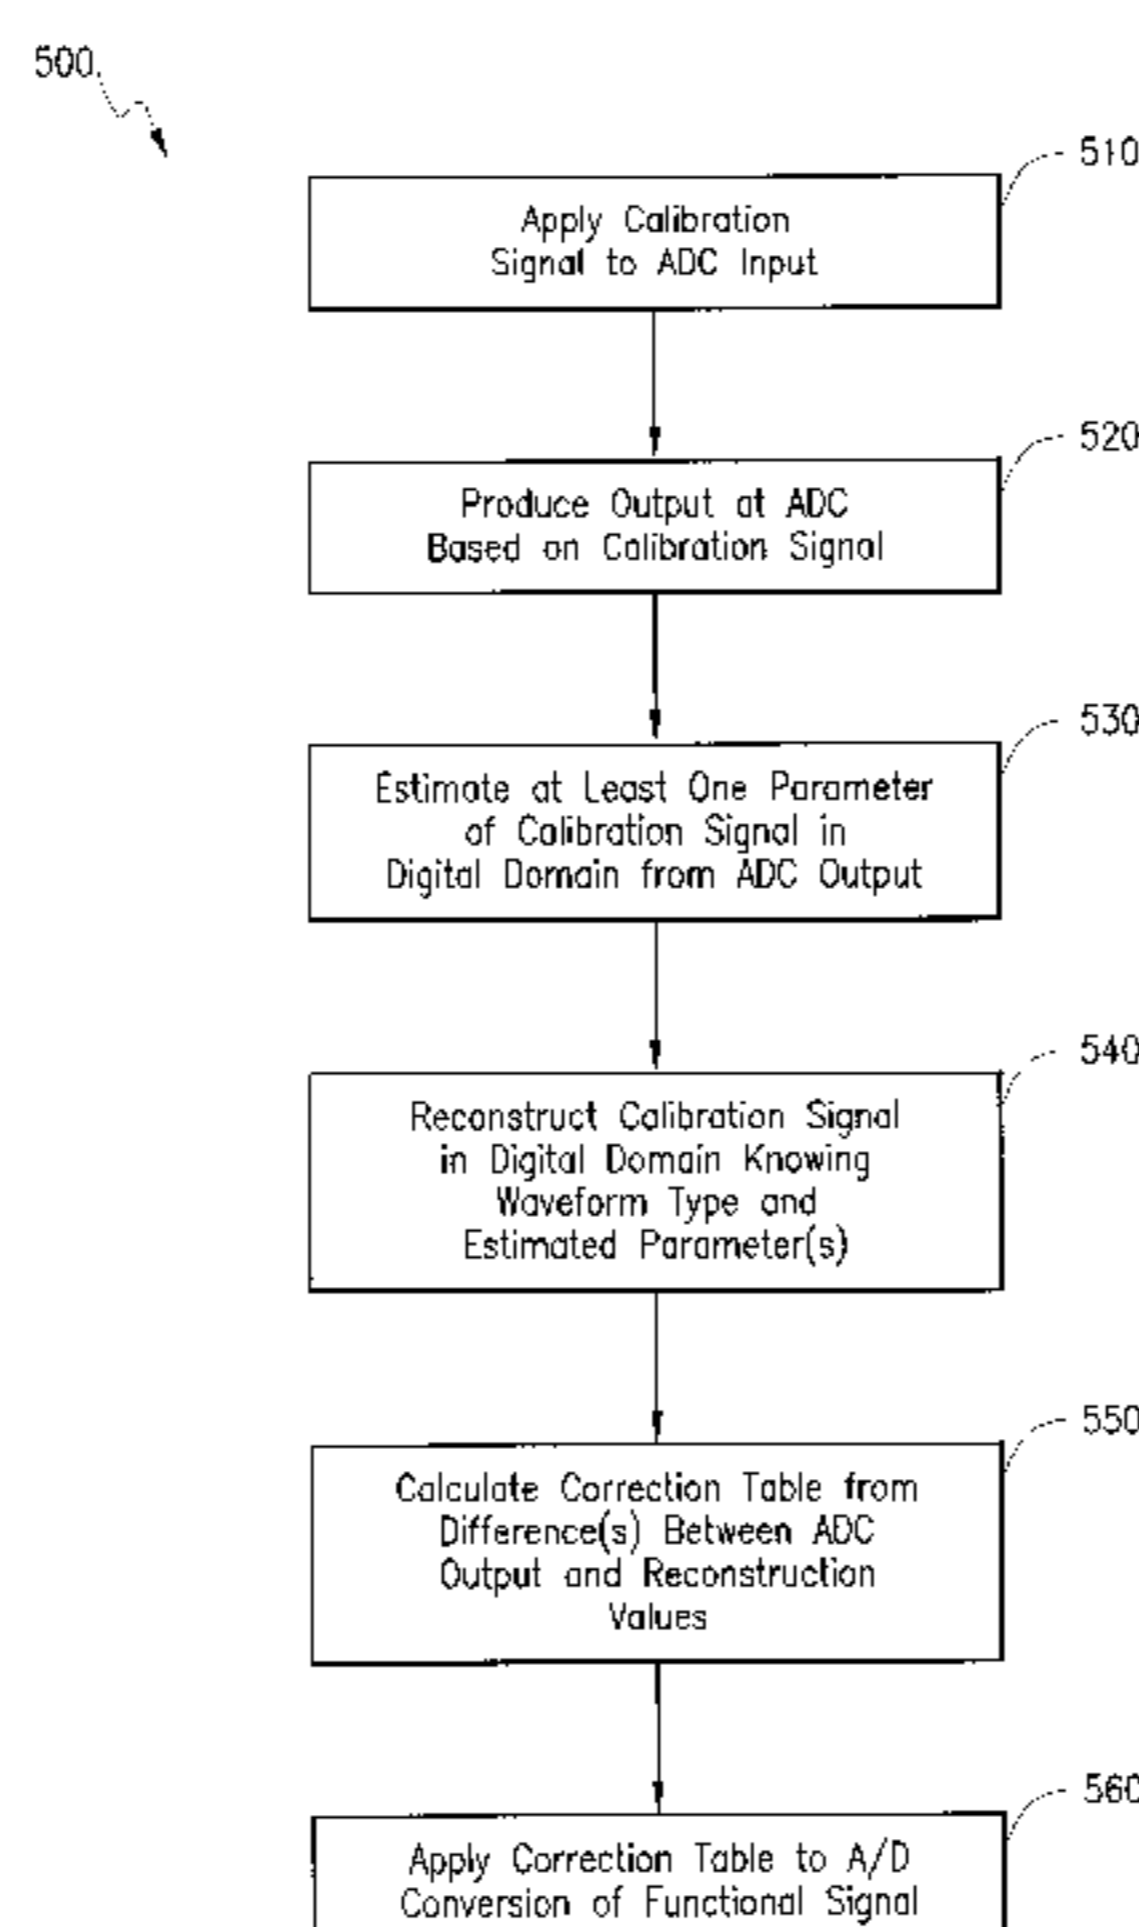 500
510
Apply Calibration
Signal to ADC Input
520
Produce Output at ADC
Based on Calibration Signal
530
Estimate at Least One Parameter
of Calibration Signal in
Digital Domain from ADC Output
540
Reconstruct Calibration Signal
in Digital Domain Knowing
Waveform Type and
Estimated Parameter(s)
550
Calculate Correction Table from
Difference(s) Between ADC
Output and Reconstruction
Values
560
Apply Correction Table to A/D
Conversion of Functional Signal